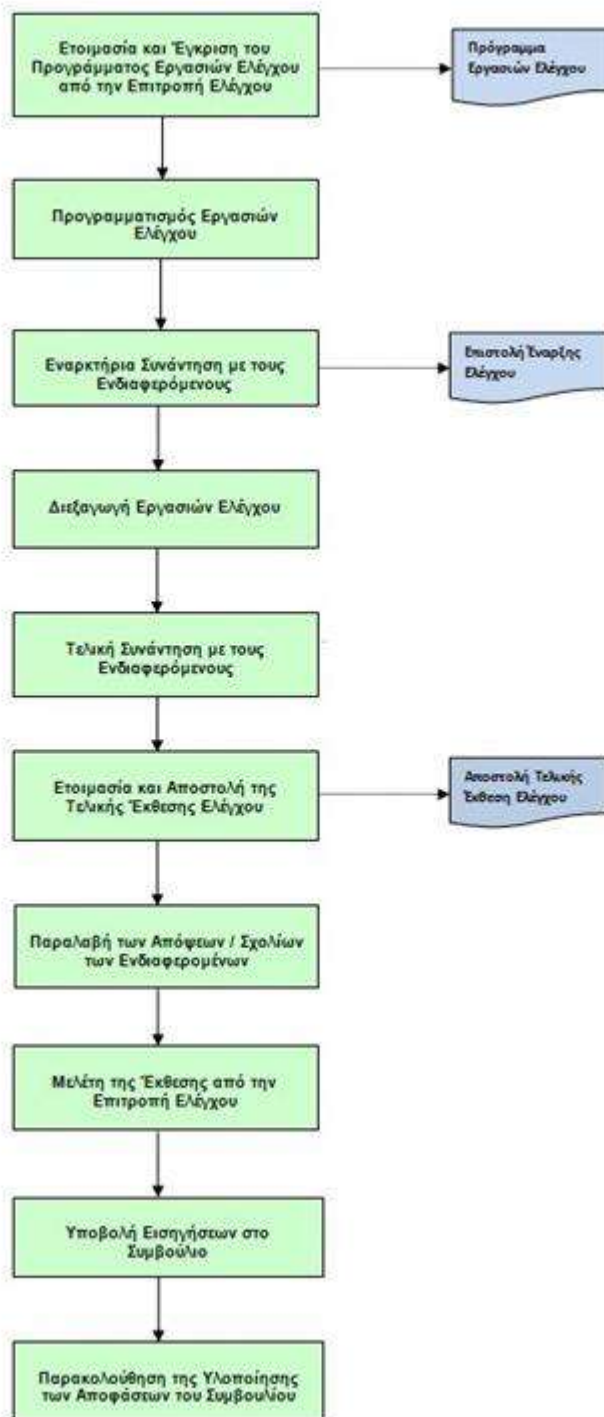 Ετοιμασία και Έγκριση του
Προγράμματος Εργασιών Ελέγχου
από την Επιτροπή Ελέγχου
Πρόγραμμα
Εργασιών Ελέγχου
Προγραμματισμός Εργασιών
Ελέγχου
Εναρκτήρια Συνάντηση με τους
Ενδιαφερόμενους
Επιστολή Έναρξης
Ελέγχου
Διεξαγωγή Εργασιών Ελέγχου
Τελική Συνάντηση με τους
Ενδιαφερόμενους
Ετοιμασία και Αποστολή της
Τελικής Έκθεσης Ελέγχου
Αποστολή Τελικής
Έκθεση Ελέγχου
Παραλαβή των Απόψεων / Σχολίων
των Ενδιαφερομένων
Μελέτη της Έκθεσης από την
Επιτροπή Ελέγχου
Υποβολή Εισηγήσεων στο
Συμβούλιο
Παρακολούθηση της Υλοποίησης
των Αποφάσεων του Συμβουλίου